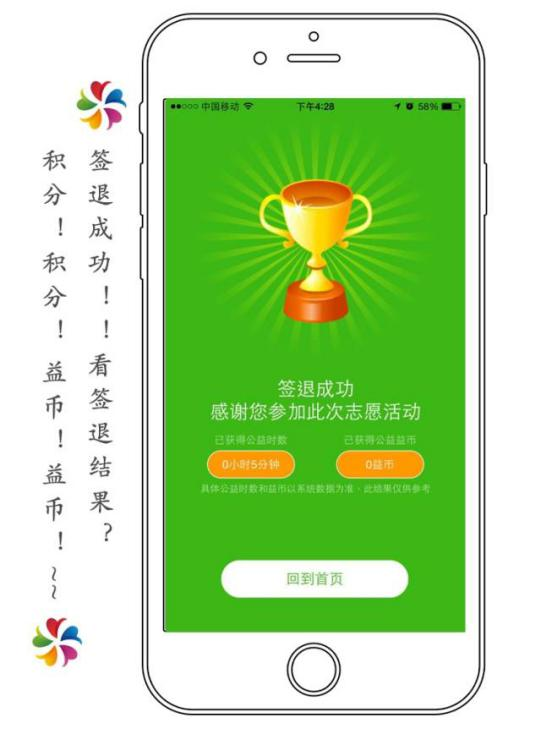 签退成功！！看签退结果？
积分！积分！益币！益币！~~
中国移动
下午4:28
58%
签退成功
感谢您参加此次志愿活动
已获得公益时数
已获得公益益币
0小时5分钟
0益币
具体公益时数和益币以系统数据为准，此结果仅供参考
回到首页